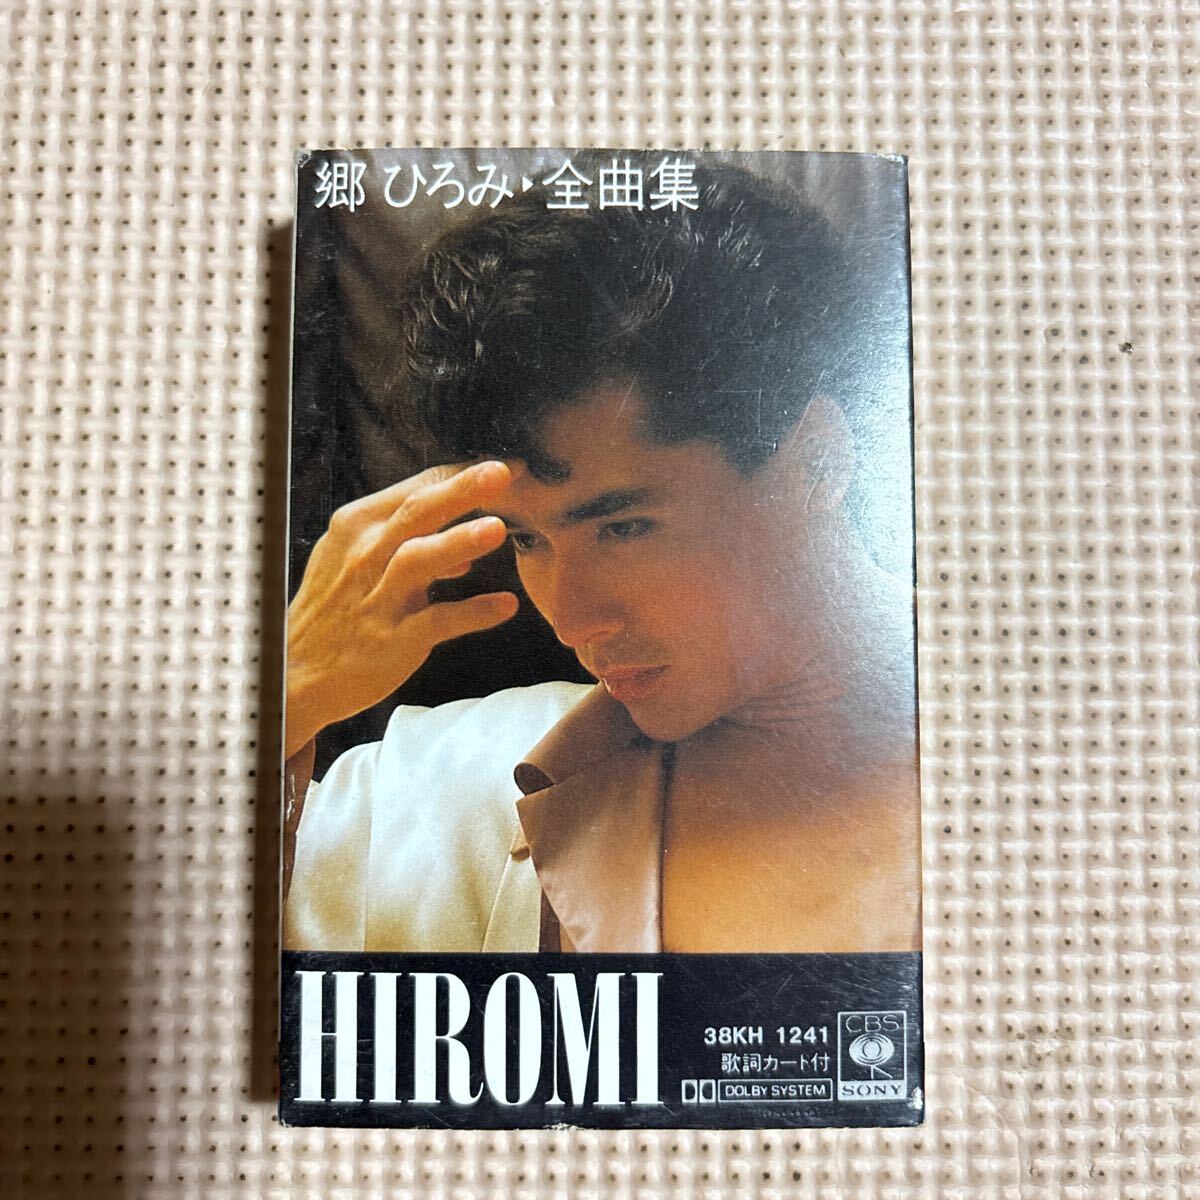 郷 ひろみ▸全曲集
HIROMI
38KH 1241
歌詞カード付
DOLBY SYSTEM
CBS
SONY